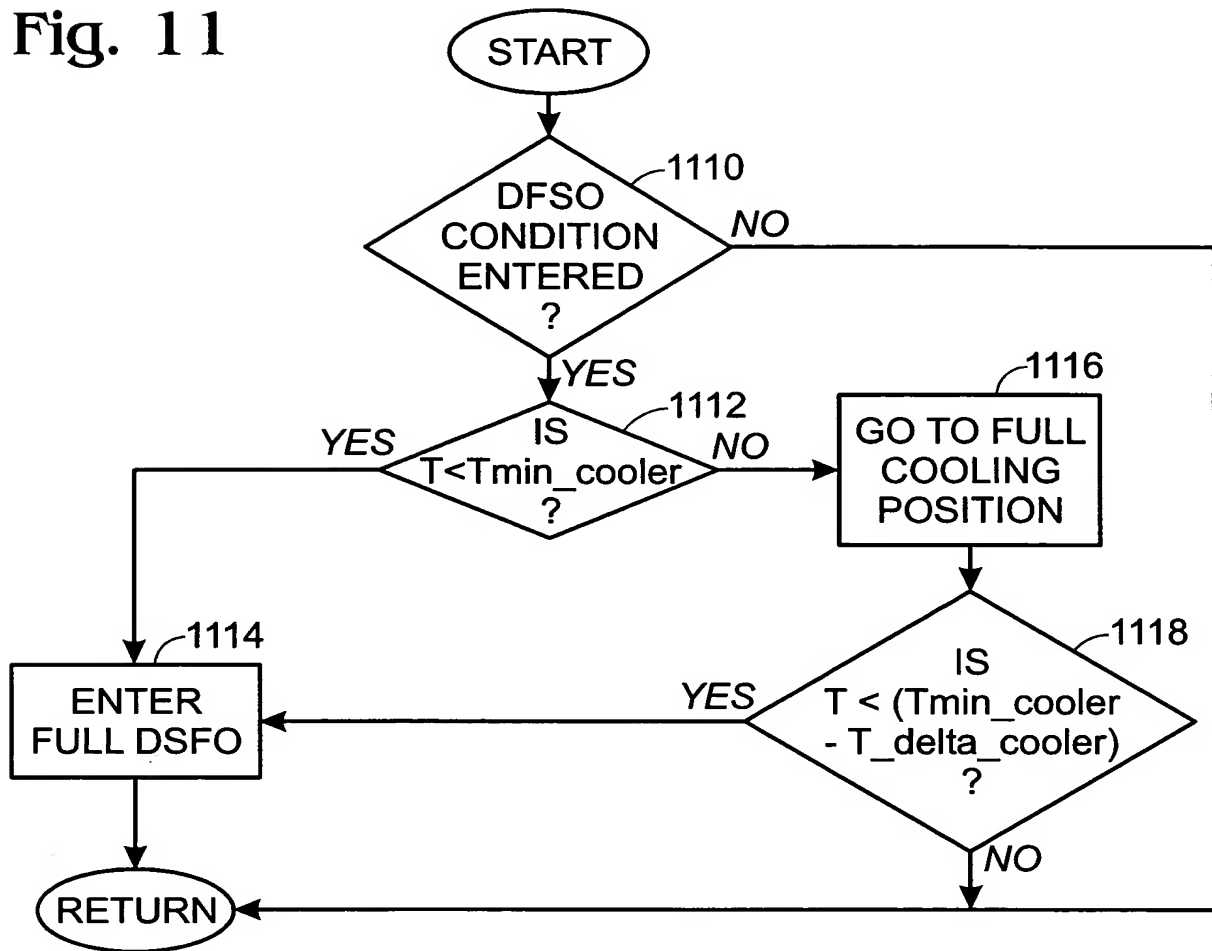 Fig. 11
START
1110
DFSO
CONDITION
ENTERED
?
NO
YES
1112
IS
T<Tmin_cooler
?
YES
NO
1116
GO TO FULL
COOLING
POSITION
1118
IS
T < (Tmin_cooler
- T_delta_cooler)
?
YES
NO
1114
ENTER
FULL DSFO
RETURN